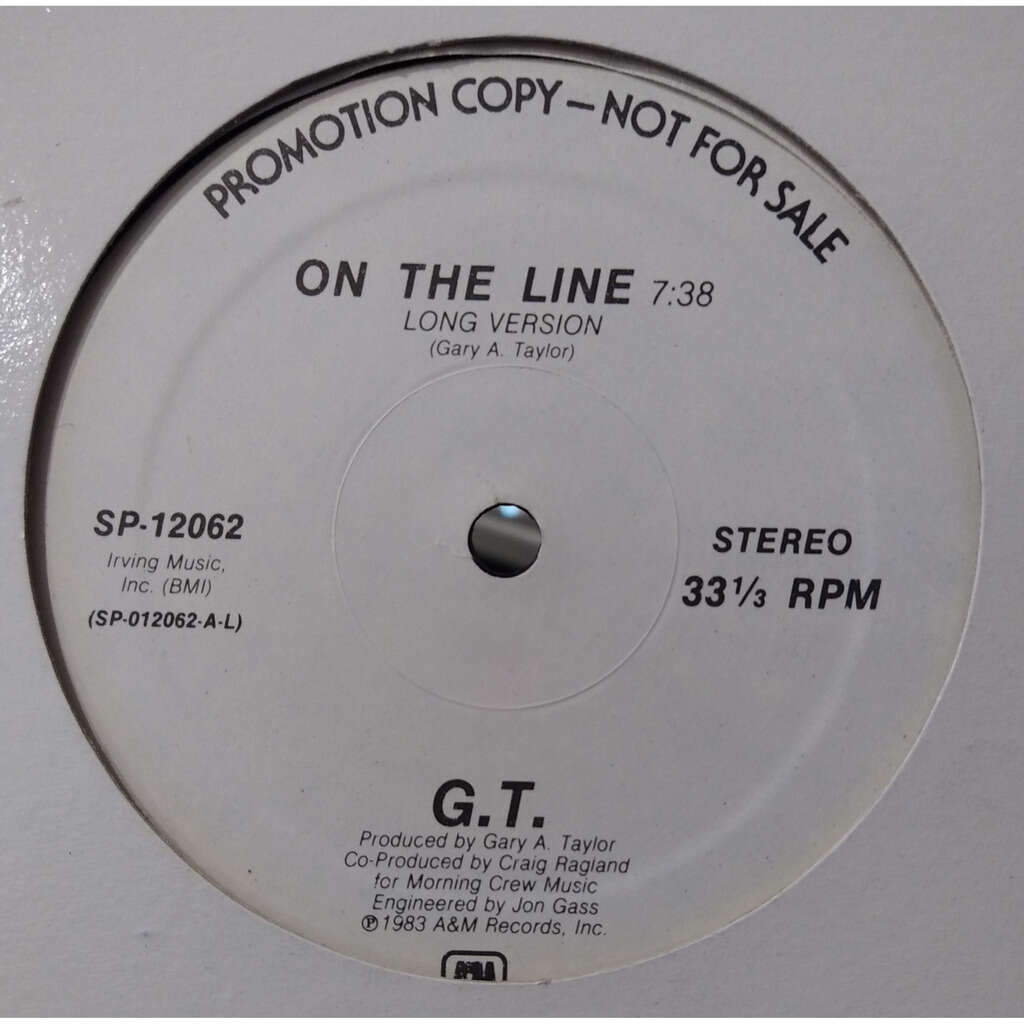 PROMOTION COPY — NOT FOR SALE
ON THE LINE 7:38
LONG VERSION
(Gary A. Taylor)
SP-12062
Irving Music,
Inc. (BMI)
(SP-012062-A-L)
STEREO
33 1/3 RPM
G.T.
Produced by Gary A. Taylor
Co-Produced by Craig Ragland
for Morning Crew Music
Engineered by Jon Gass
℗1983 A&M Records, Inc.